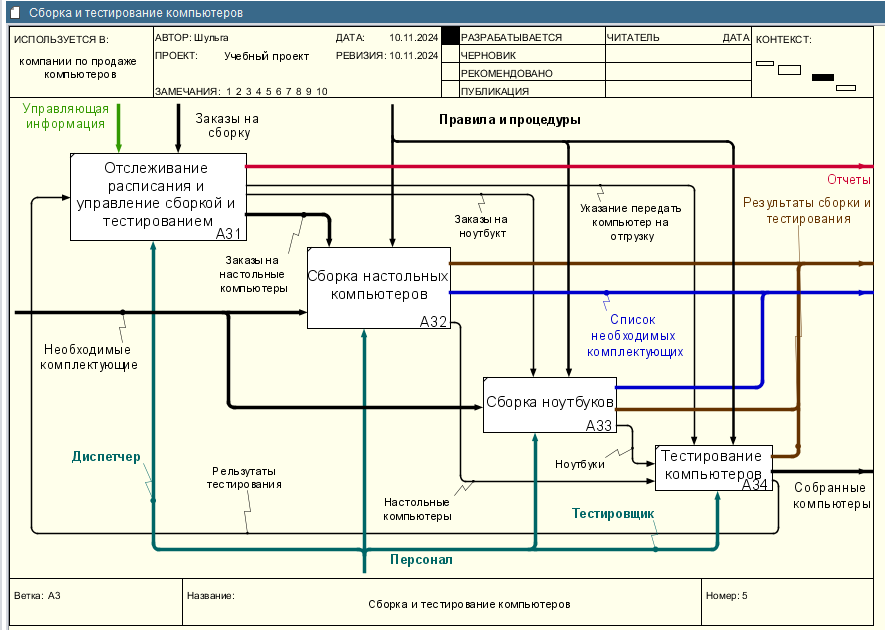 Сборка и тестирование компьютеров
ИСПОЛЬЗУЕТСЯ В:
компании по продаже
компьютеров
АВТОР: Шульга
ДАТА: 10.11.2024
ПРОЕКТ: Учебный проект
РЕВИЗИЯ: 10.11.2024
ЗАМЕЧАНИЯ: 1 2 3 4 5 6 7 8 9 10
РАЗРАБАТЫВАЕТСЯ
ЧЕРНОВИК
РЕКОМЕНДОВАНО
ПУБЛИКАЦИЯ
ЧИТАТЕЛЬ ДАТА
КОНТЕКСТ:
Управляющая
информация
Заказы на
сборку
Правила и процедуры
Отслеживание
расписания и
управление сборкой и
тестированием
A31
Отчеты
Результаты сборки и
тестирования
Указание передать
компьютер на
отгрузку
Заказы на
ноутбукт
Заказы на
настольные
компьютеры
Сборка настольных
компьютеров
A32
Список
необходимых
комплектующих
Необходимые
комплектующие
Сборка ноутбуков
A33
Диспетчер
Рельзутаты
тестирования
Ноутбуки
Тестирование
компьютеров
A34
Настольные
компьютеры
Собранные
компьютеры
Тестировщик
Персонал
Ветка: A3
Название:
Сборка и тестирование компьютеров
Номер: 5